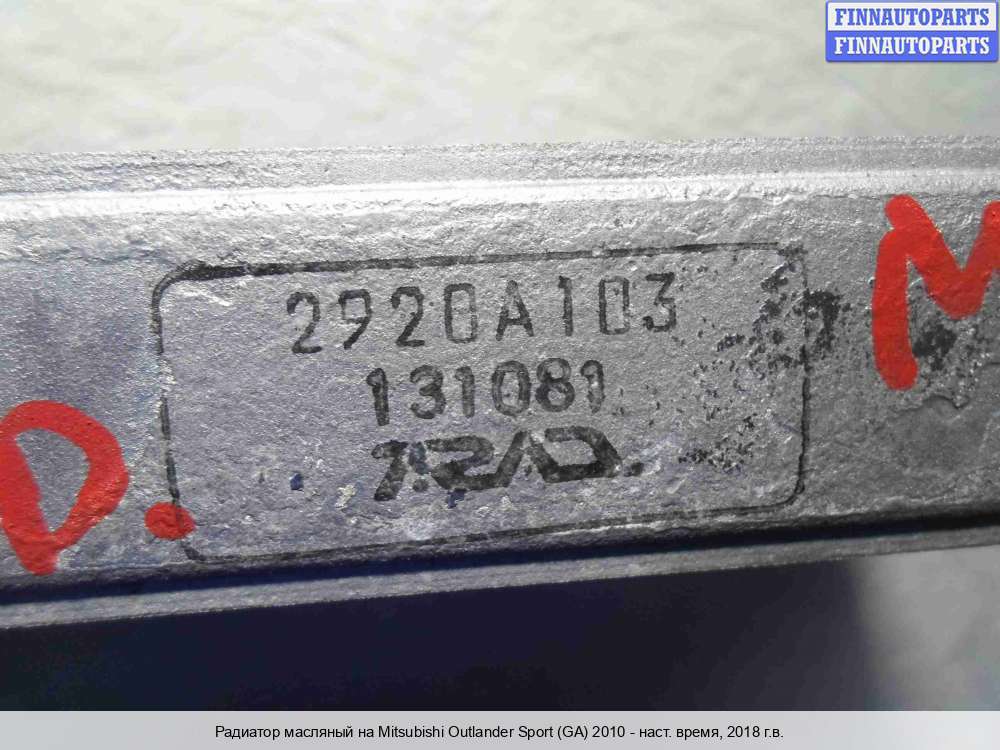 FINNAUTOPARTS
FINNAUTOPARTS
2920A103
131081
T.RAD.
D. M
Радиатор масляный на Mitsubishi Outlander Sport (GA) 2010 - наст. время, 2018 г.в.